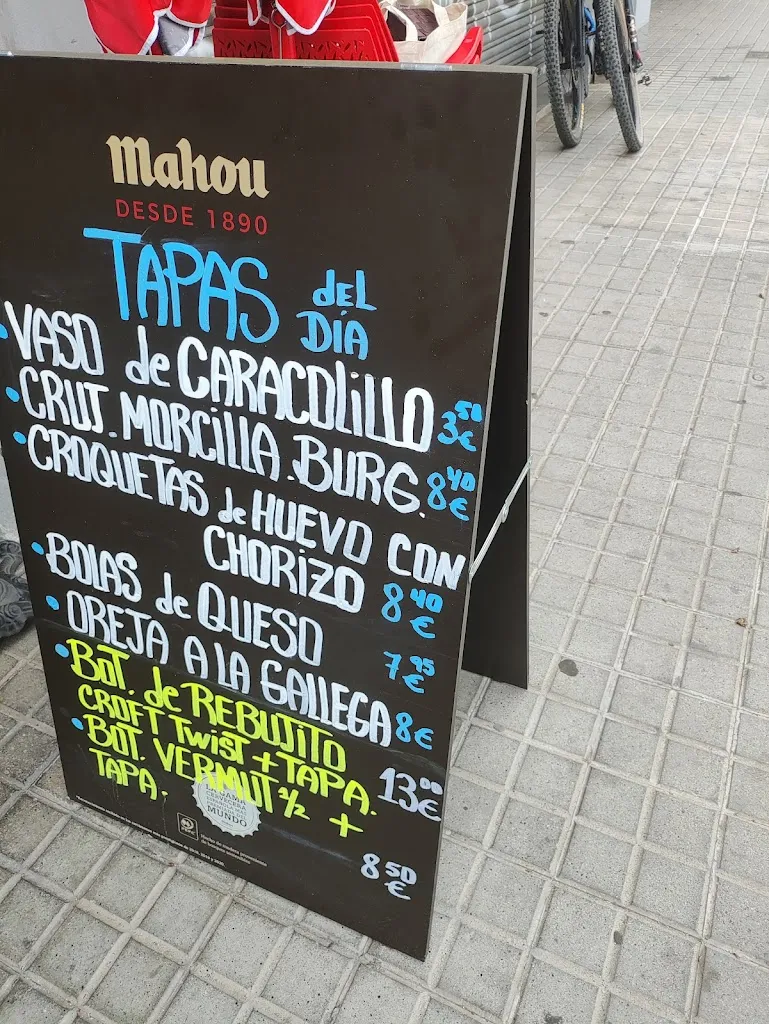 Mahou
DESDE 1890
TAPAS DEL DÍA
• VASO de CARACOLILLO 3'50 €
• CRUJ. MORCILLA. BURG. 8'40 €
• CROQUETAS de HUEVO CON
CHORIZO 8'40 €
• BOLAS de QUESO 7'95 €
• OREJA A LA GALLEGA 8€
• BOT. de REBUJITO
CROFT TWIST + TAPA. 13'00 €
• BOT. VERMUT 1/2 +
TAPA. 8'50 €
MUNDO